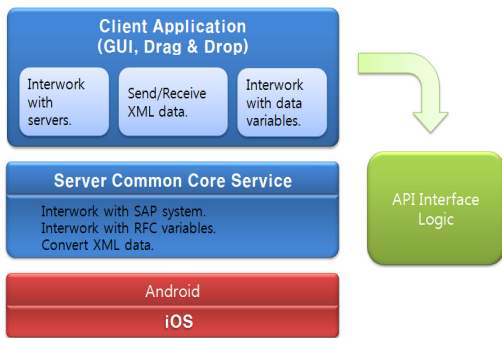 Client Application
(GUI, Drag & Drop)
Interwork
with
servers.
Send/Receive
XML data.
Interwork
with data
variables.
Server Common Core Service
Interwork with SAP system.
Interwork with RFC variables.
Convert XML data.
API Interface
Logic
Android
iOS